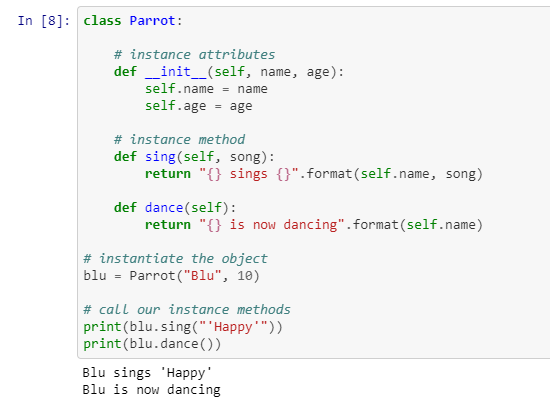 In [8]: class Parrot:
# instance attributes
def __init__(self, name, age):
self.name = name
self.age = age
# instance method
def sing(self, song):
return "{} sings {}".format(self.name, song)
def dance(self):
return "{} is now dancing".format(self.name)
# instantiate the object
blu = Parrot("Blu", 10)
# call our instance methods
print(blu.sing("'Happy'"))
print(blu.dance())
Blu sings 'Happy'
Blu is now dancing